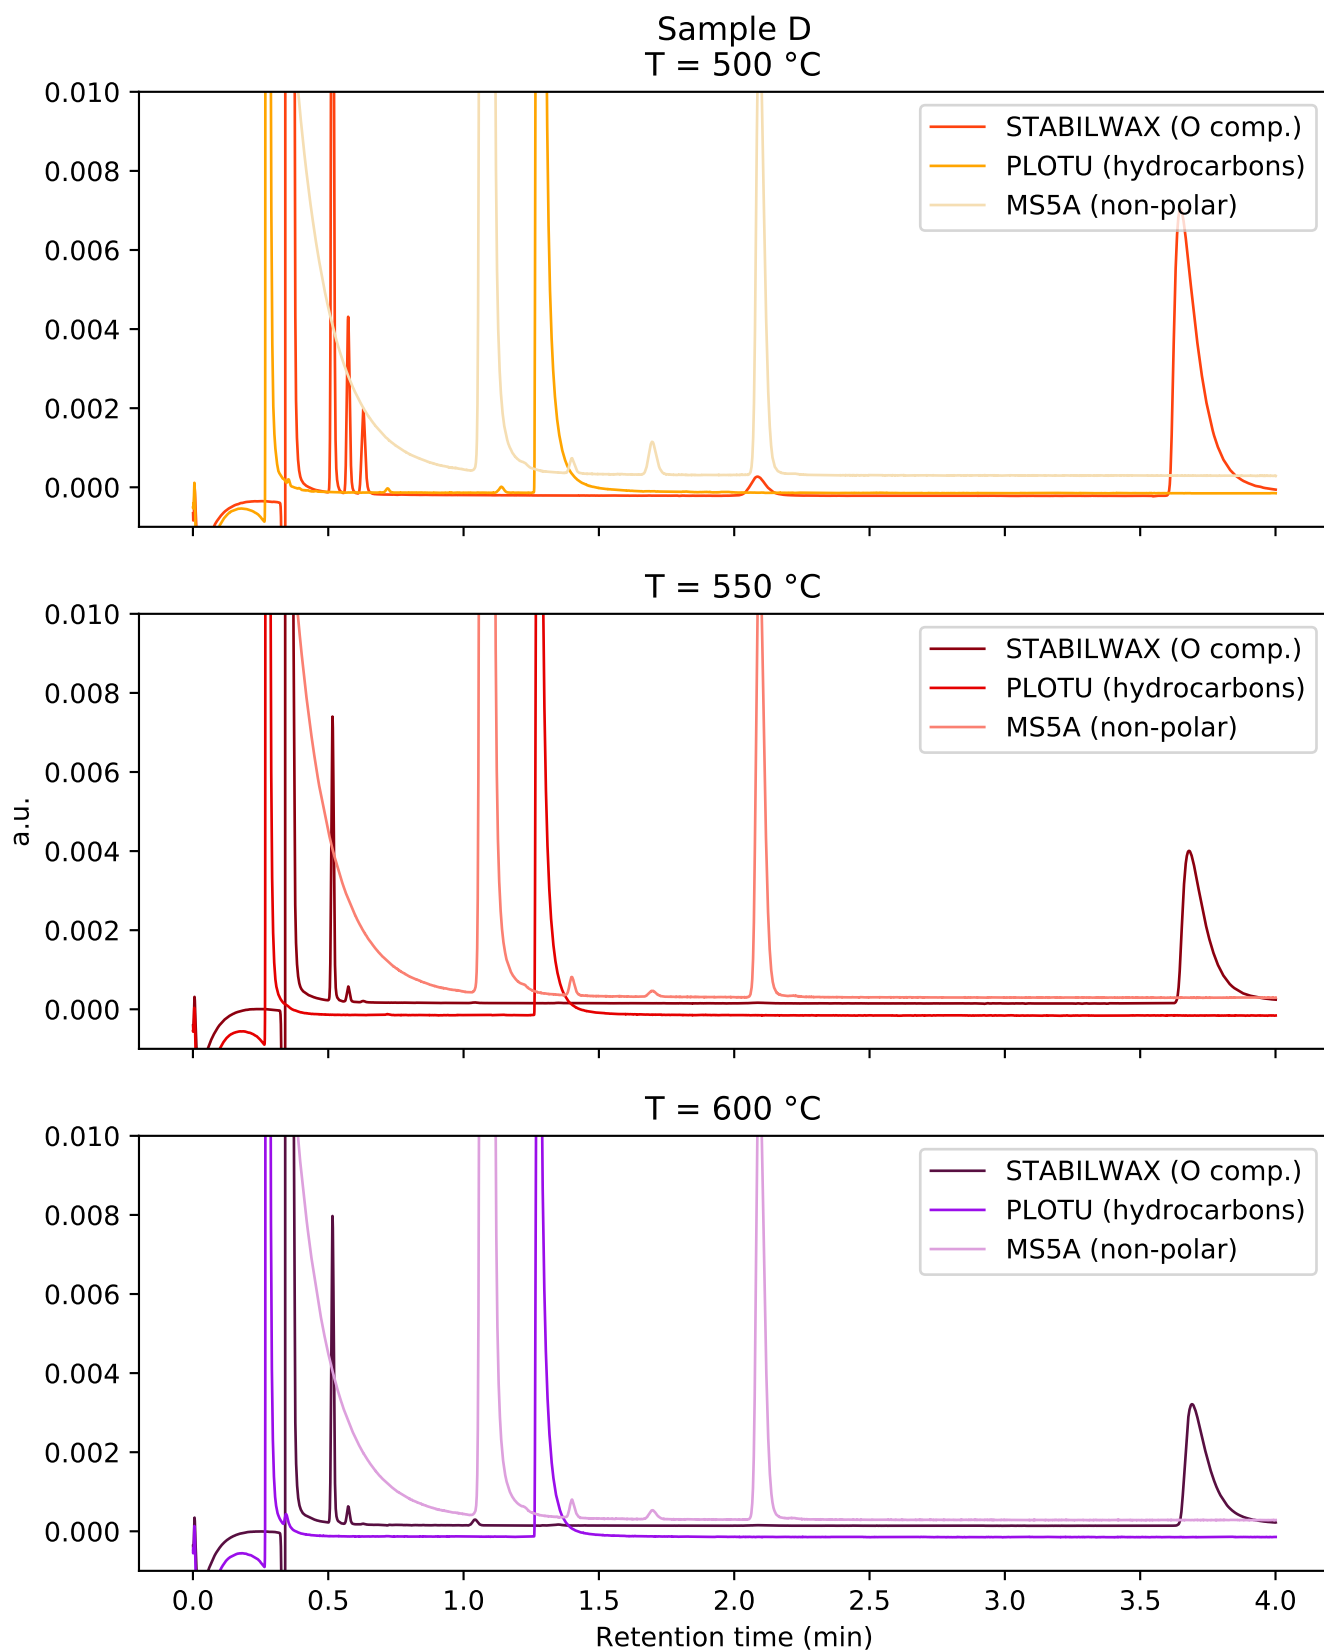 Sample D
T = 500 °C
0.010
0.008
0.006
0.004
0.002
0.000
STABILWAX (O comp.)
PLOTU (hydrocarbons)
MS5A (non-polar)
T = 550 °C
0.010
0.008
0.006
0.004
0.002
0.000
a.u.
STABILWAX (O comp.)
PLOTU (hydrocarbons)
MS5A (non-polar)
T = 600 °C
0.010
0.008
0.006
0.004
0.002
0.000
STABILWAX (O comp.)
PLOTU (hydrocarbons)
MS5A (non-polar)
0.0 0.5 1.0 1.5 2.0 2.5 3.0 3.5 4.0
Retention time (min)